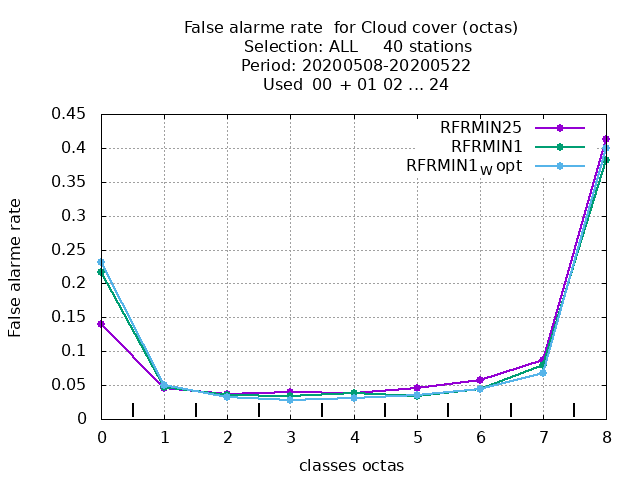 False alarme rate  for Cloud cover (octas)
Selection: ALL     40 stations
Period: 20200508-20200522
Used  00 + 01 02 ... 24
0.45
0.4
0.35
0.3
0.25
0.2
0.15
0.1
0.05
0
False alarme rate
RFRMIN25
RFRMIN1
RFRMIN1W opt
0 1 2 3 4 5 6 7 8
classes octas